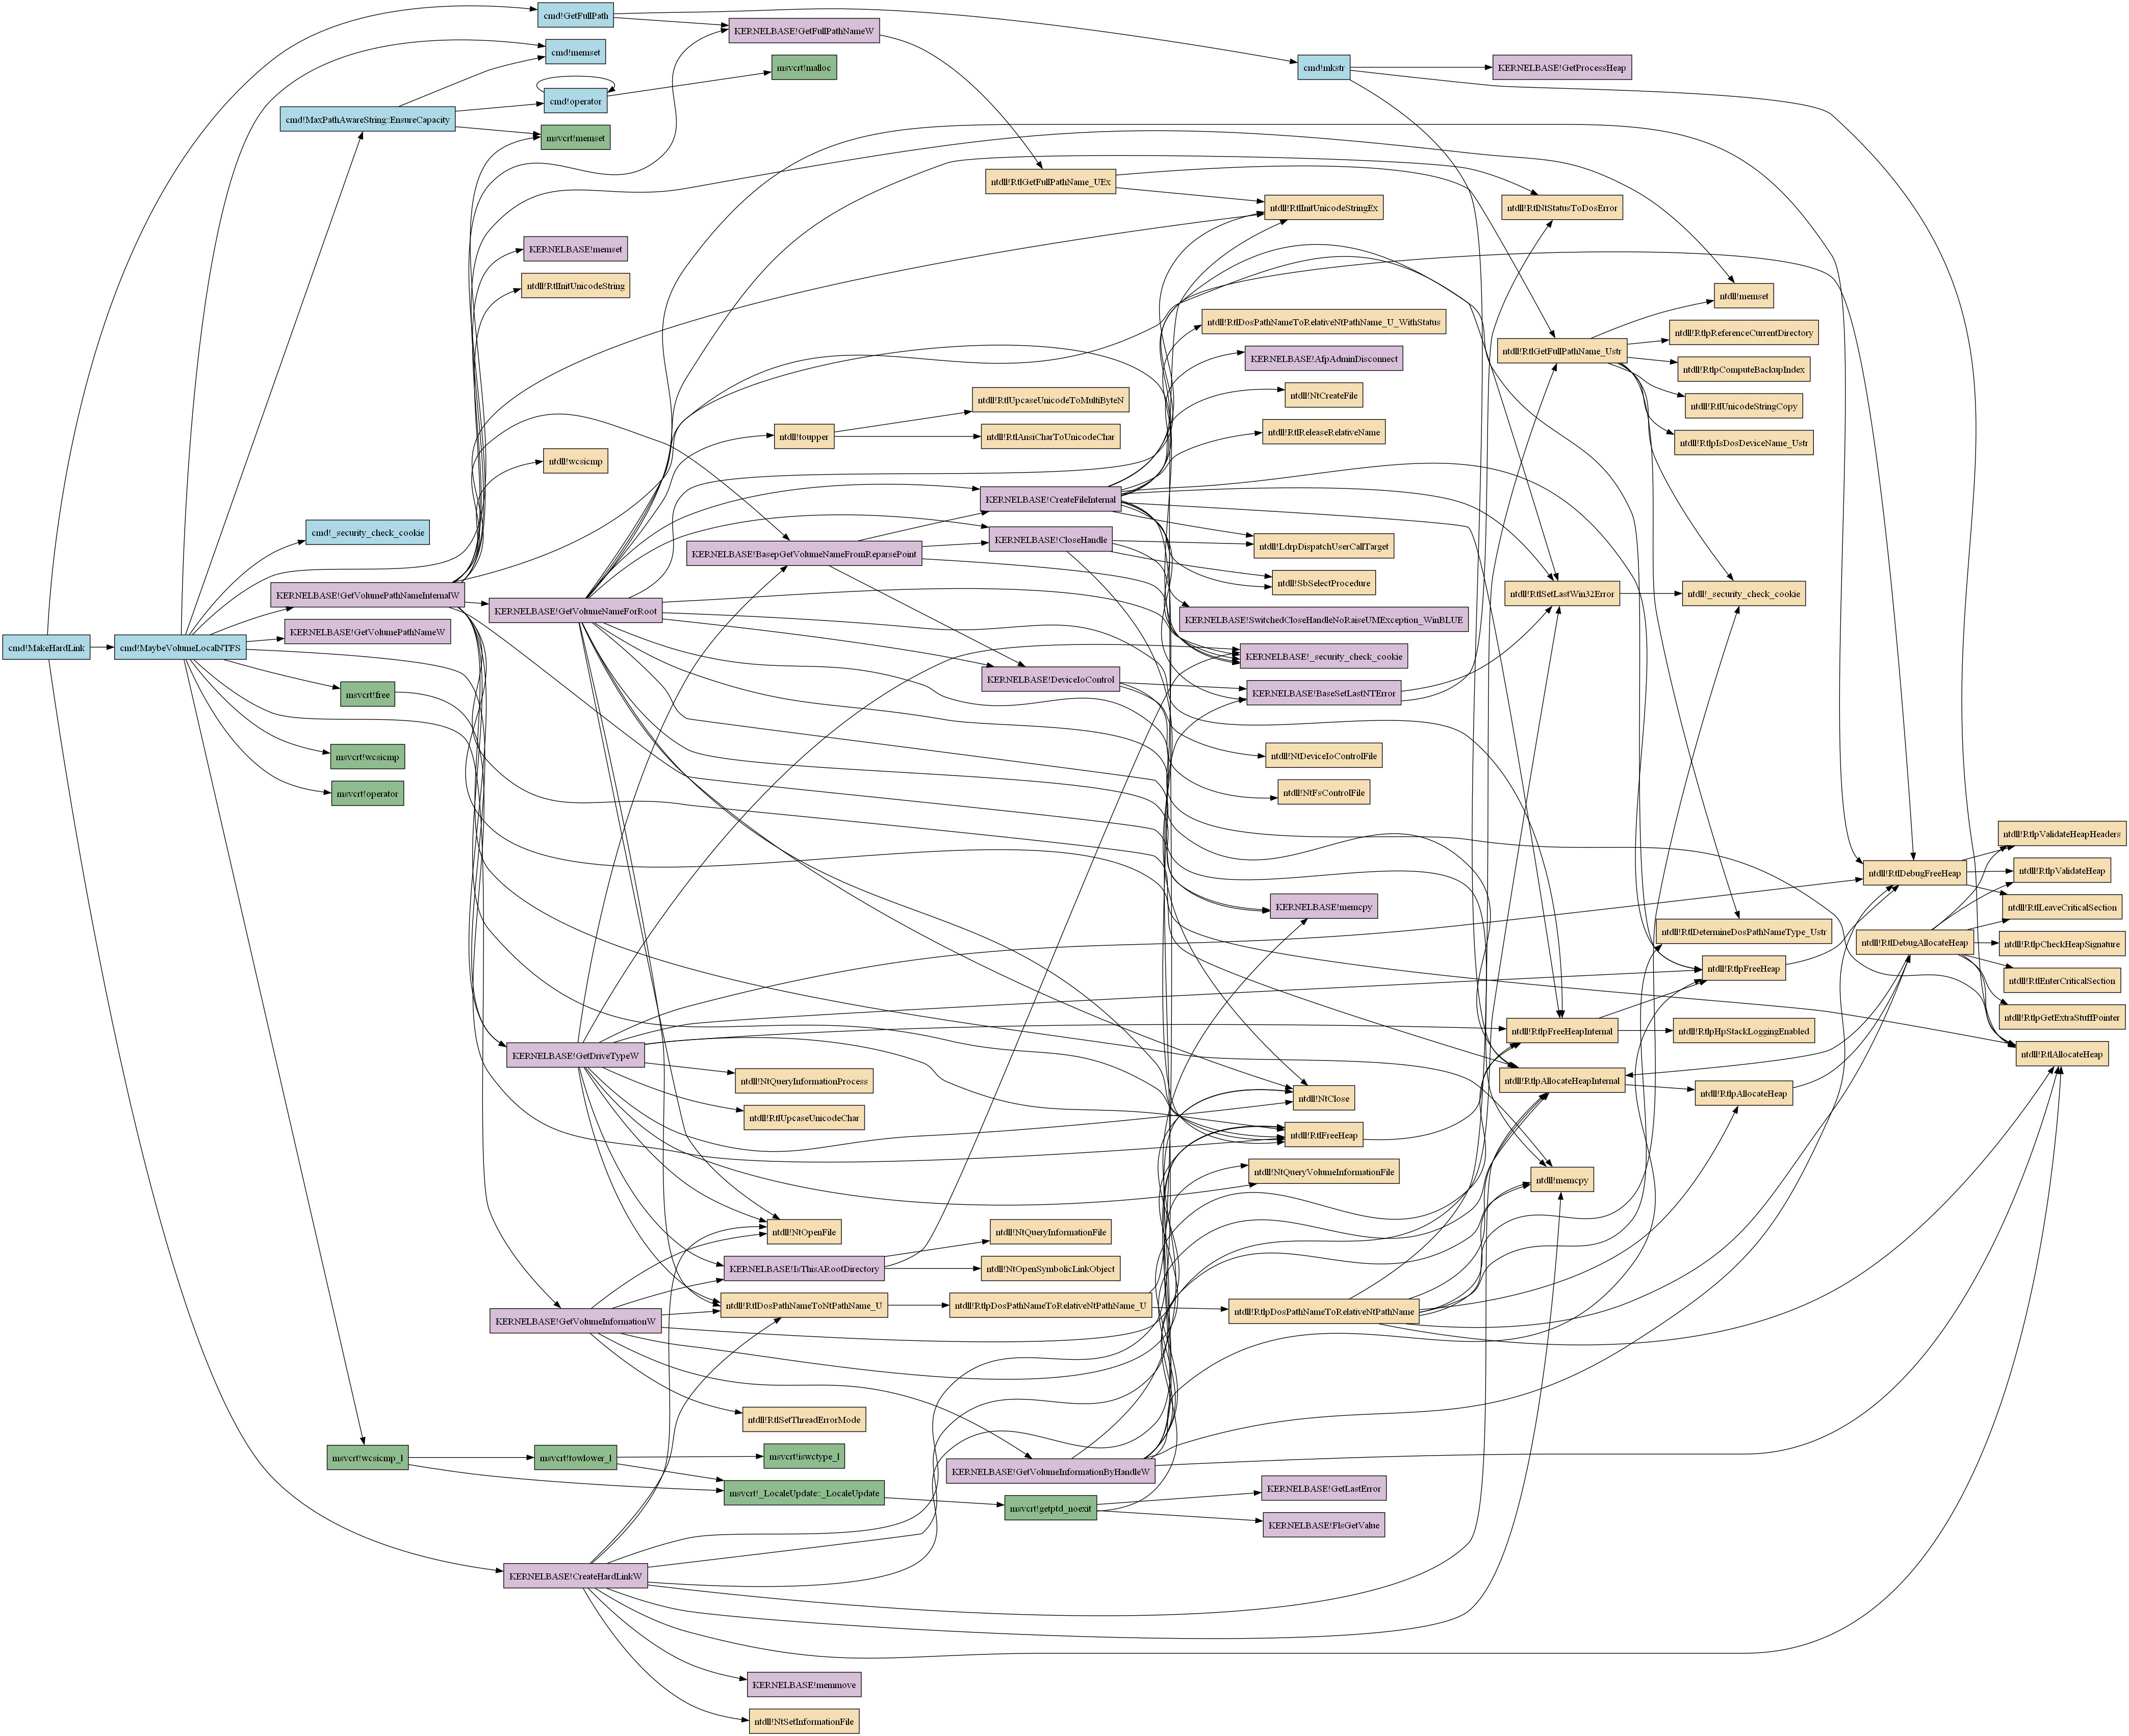 cmd!GetFullPath
KERNELBASE!GetFullPathNameW
cmd!memset
msvcrt!malloc
cmd!mkstr
KERNELBASE!GetProcessHeap
cmd!operator
cmd!MaxPathAwareString::EnsureCapacity
msvcrt!memset
ntdll!RtlGetFullPathName_UEx
ntdll!RtlInitUnicodeStringEx
ntdll!RtlNtStatusToDosError
KERNELBASE!memset
ntdll!RtlInitUnicodeString
ntdll!memset
ntdll!RtlDosPathNameToRelativeNtPathName_U_WithStatus
ntdll!RtlpReferenceCurrentDirectory
ntdll!RtlGetFullPathName_Ustr
KERNELBASE!AfpAdminDisconnect
ntdll!RtlpComputeBackupIndex
ntdll!NtCreateFile
ntdll!RtlUpcaseUnicodeToMultiByteN
ntdll!RtlUnicodeStringCopy
ntdll!toupper
ntdll!RtlAnsiCharToUnicodeChar
ntdll!RtlReleaseRelativeName
ntdll!RtlpIsDosDeviceName_Ustr
ntdll!wcsicmp
KERNELBASE!CreateFileInternal
cmd!_security_check_cookie
KERNELBASE!CloseHandle
ntdll!LdrpDispatchUserCallTarget
KERNELBASE!BasepGetVolumeNameFromReparsePoint
ntdll!SbSelectProcedure
KERNELBASE!GetVolumePathNameInternalW
ntdll!RtlSetLastWin32Error
ntdll!_security_check_cookie
KERNELBASE!GetVolumeNameForRoot
KERNELBASE!SwitchedCloseHandleNoRaiseUMException_WinBLUE
KERNELBASE!GetVolumePathNameW
cmd!MakeHardLink
cmd!MaybeVolumeLocalNTFS
KERNELBASE!_security_check_cookie
KERNELBASE!DeviceIoControl
msvcrt!free
KERNELBASE!BaseSetLastNTError
msvcrt!wcsicmp
ntdll!NtDeviceIoControlFile
msvcrt!operator
ntdll!NtFsControlFile
ntdll!RtlpValidateHeapHeaders
ntdll!RtlDebugFreeHeap
ntdll!RtlpValidateHeap
KERNELBASE!memcpy
ntdll!RtlLeaveCriticalSection
ntdll!RtlDetermineDosPathNameType_Ustr
ntdll!RtlDebugAllocateHeap
ntdll!RtlpCheckHeapSignature
ntdll!RtlpFreeHeap
ntdll!RtlEnterCriticalSection
ntdll!RtlpGetExtraStuffPointer
ntdll!RtlpFreeHeapInternal
ntdll!RtlpHpStackLoggingEnabled
KERNELBASE!GetDriveTypeW
ntdll!RtlAllocateHeap
ntdll!NtQueryInformationProcess
ntdll!RtlpAllocateHeapInternal
ntdll!RtlpAllocateHeap
ntdll!NtClose
ntdll!RtlUpcaseUnicodeChar
ntdll!RtlFreeHeap
ntdll!NtQueryVolumeInformationFile
ntdll!memcpy
ntdll!NtOpenFile
ntdll!NtQueryInformationFile
KERNELBASE!IsThisARootDirectory
ntdll!NtOpenSymbolicLinkObject
ntdll!RtlDosPathNameToNtPathName_U
ntdll!RtlpDosPathNameToRelativeNtPathName_U
ntdll!RtlpDosPathNameToRelativeNtPathName
KERNELBASE!GetVolumeInformationW
ntdll!RtlSetThreadErrorMode
msvcrt!wcsicmp_l
msvcrt!towlower_l
msvcrt!iswctype_l
KERNELBASE!GetVolumeInformationByHandleW
msvcrt!_LocaleUpdate::_LocaleUpdate
KERNELBASE!GetLastError
msvcrt!getptd_noexit
KERNELBASE!FlsGetValue
KERNELBASE!CreateHardLinkW
KERNELBASE!memmove
ntdll!NtSetInformationFile